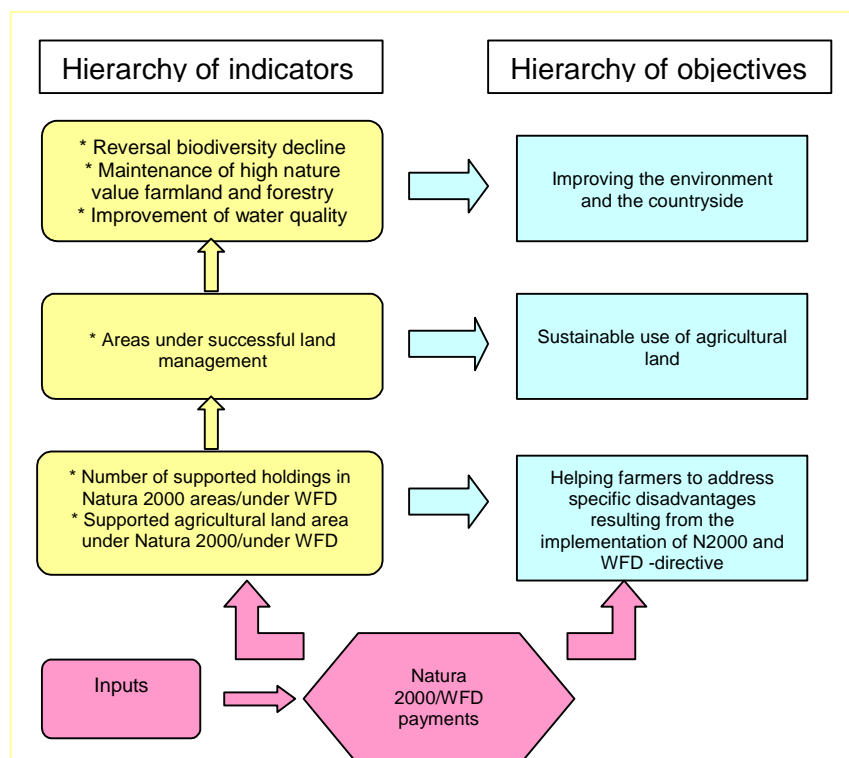 Hierarchy of indicators
Hierarchy of objectives
* Reversal biodiversity decline
* Maintenance of high nature
value farmland and forestry
* Improvement of water quality
Improving the environment
and the countryside
* Areas under successful land
management
Sustainable use of agricultural
land
* Number of supported holdings in
Natura 2000 areas/under WFD
* Supported agricultural land area
under Natura 2000/under WFD
Helping farmers to address
specific disadvantages
resulting from the
implementation of N2000 and
WFD -directive
Inputs
Natura
2000/WFD
payments